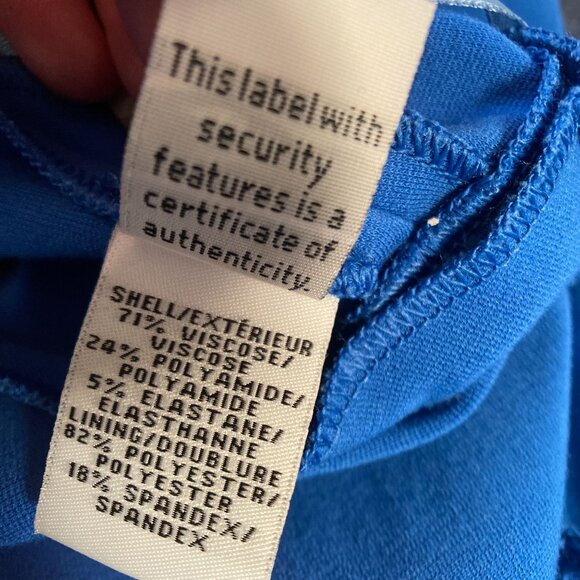 This label with
security
features is a
certificate of
authenticity.
SHELL/EXTÉRIEUR
71% VISCOSE/
VISCOSE
24% POLYAMIDE/
POLYAMIDE
5% ELASTANE/
ELASTHANNE
LINING/DOUBLURE
82% POLYESTER/
POLYESTER
18% SPANDEX/
SPANDEX